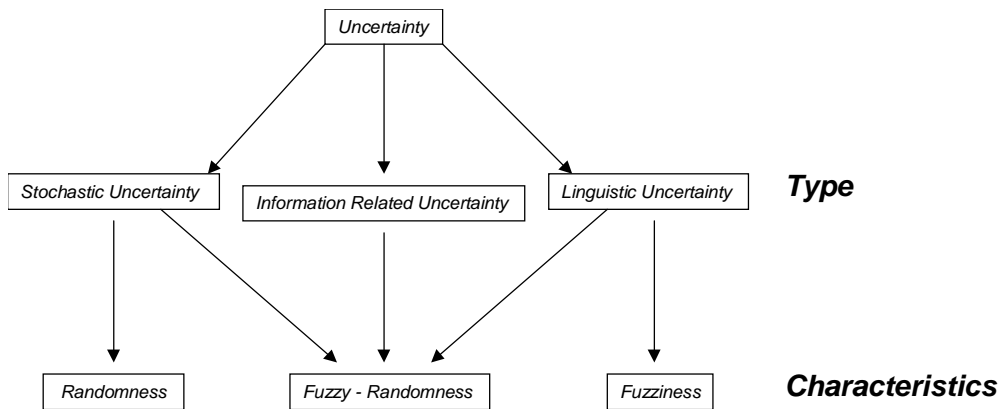 Uncertainty
Stochastic Uncertainty
Information Related Uncertainty
Linguistic Uncertainty
Type
Randomness
Fuzzy - Randomness
Fuzziness
Characteristics